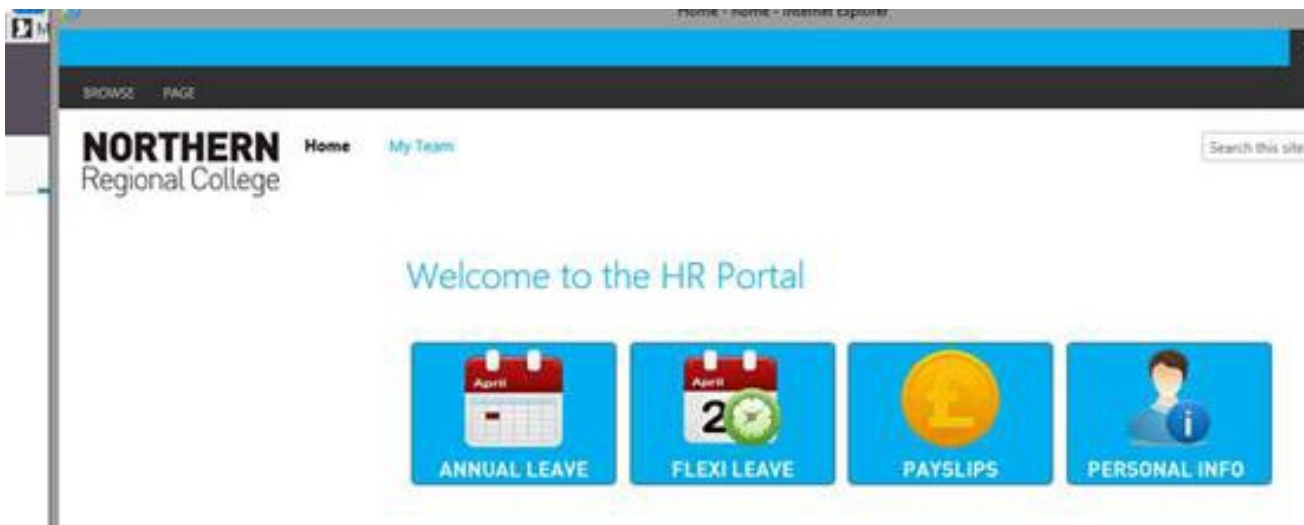 M
Home - home - Internet Explorer
BROWSE PAGE
NORTHERN
Regional College
Home My Team
Search this site
Welcome to the HR Portal
April
April
2
£
i
ANNUAL LEAVE
FLEXI LEAVE
PAYSLIPS
PERSONAL INFO